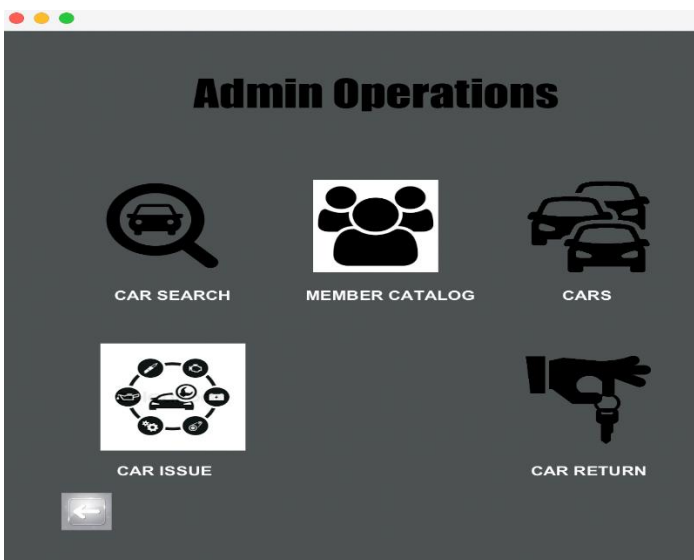 Admin Operations
CAR SEARCH
MEMBER CATALOG
CARS
CAR ISSUE
CAR RETURN